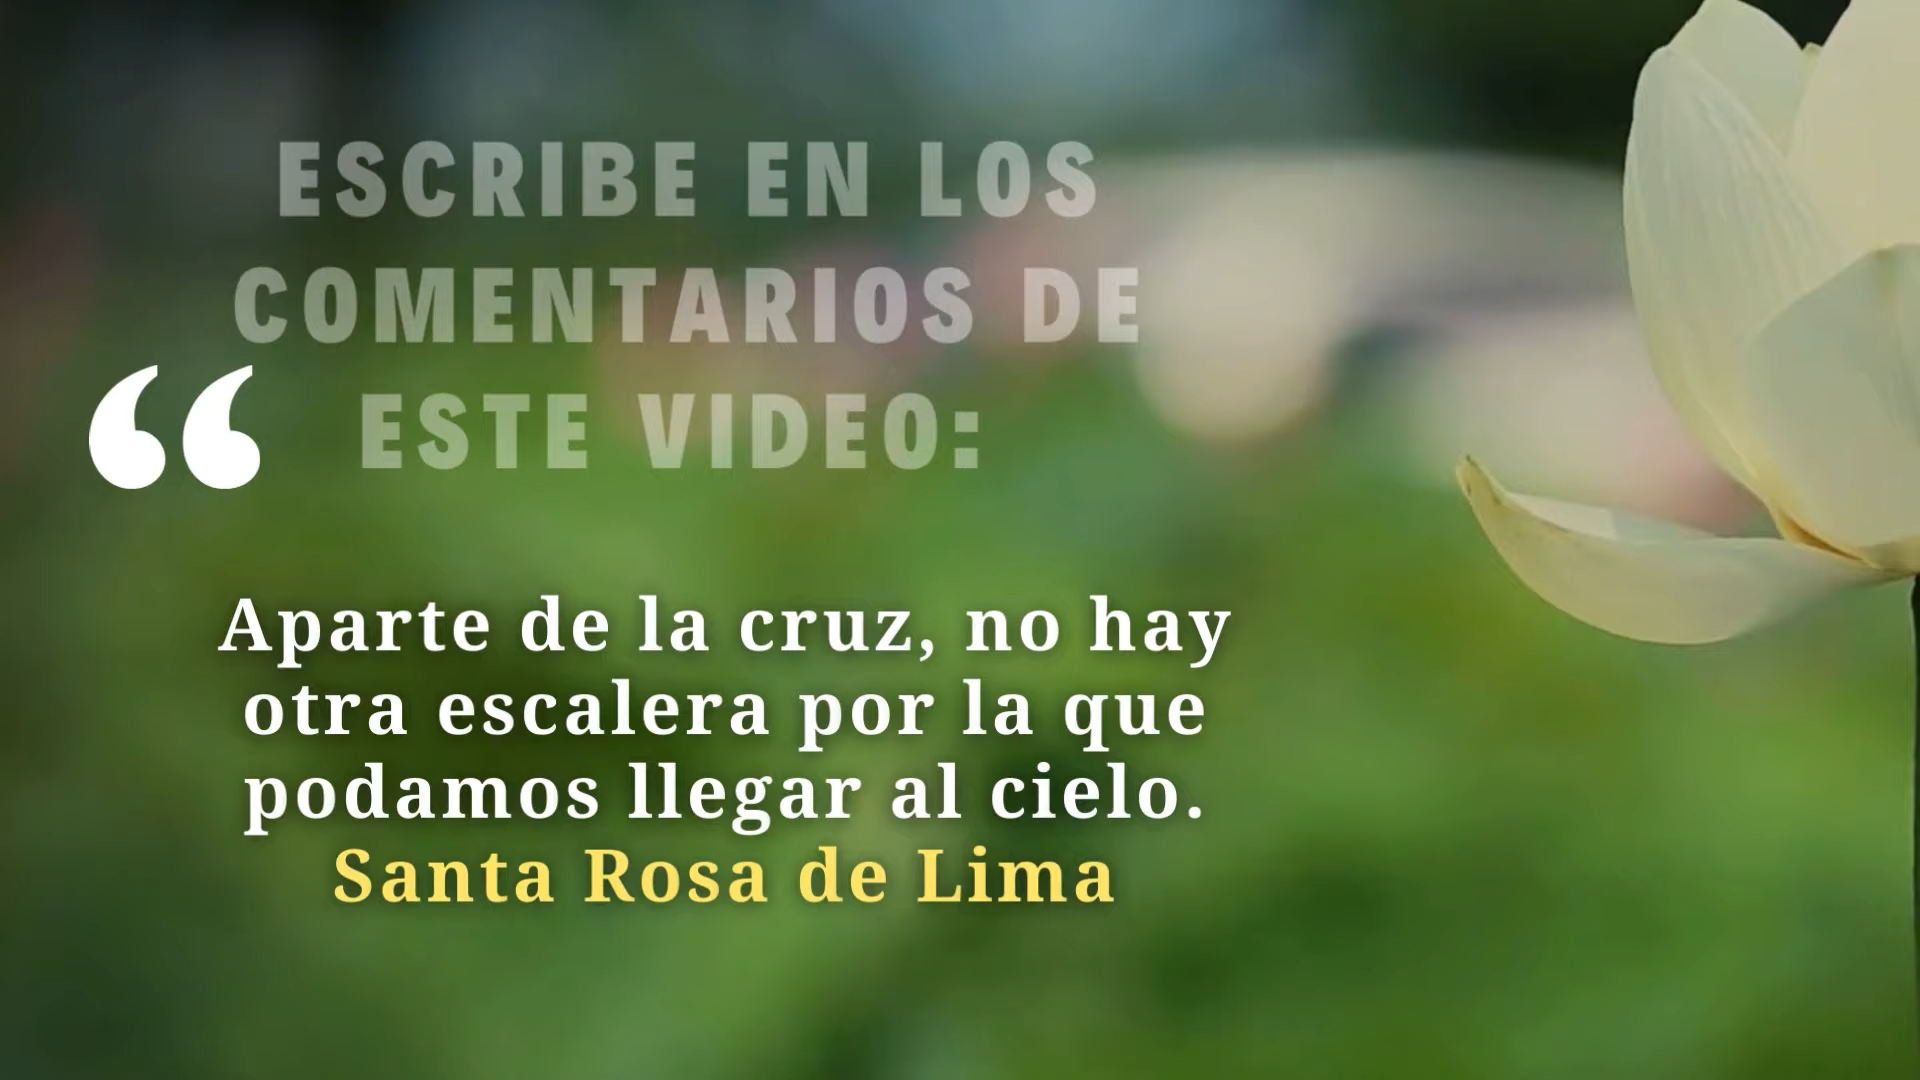 ESCRIBE EN LOS
COMENTARIOS DE
ESTE VIDEO:
“
Aparte de la cruz, no hay
otra escalera por la que
podamos llegar al cielo.
Santa Rosa de Lima